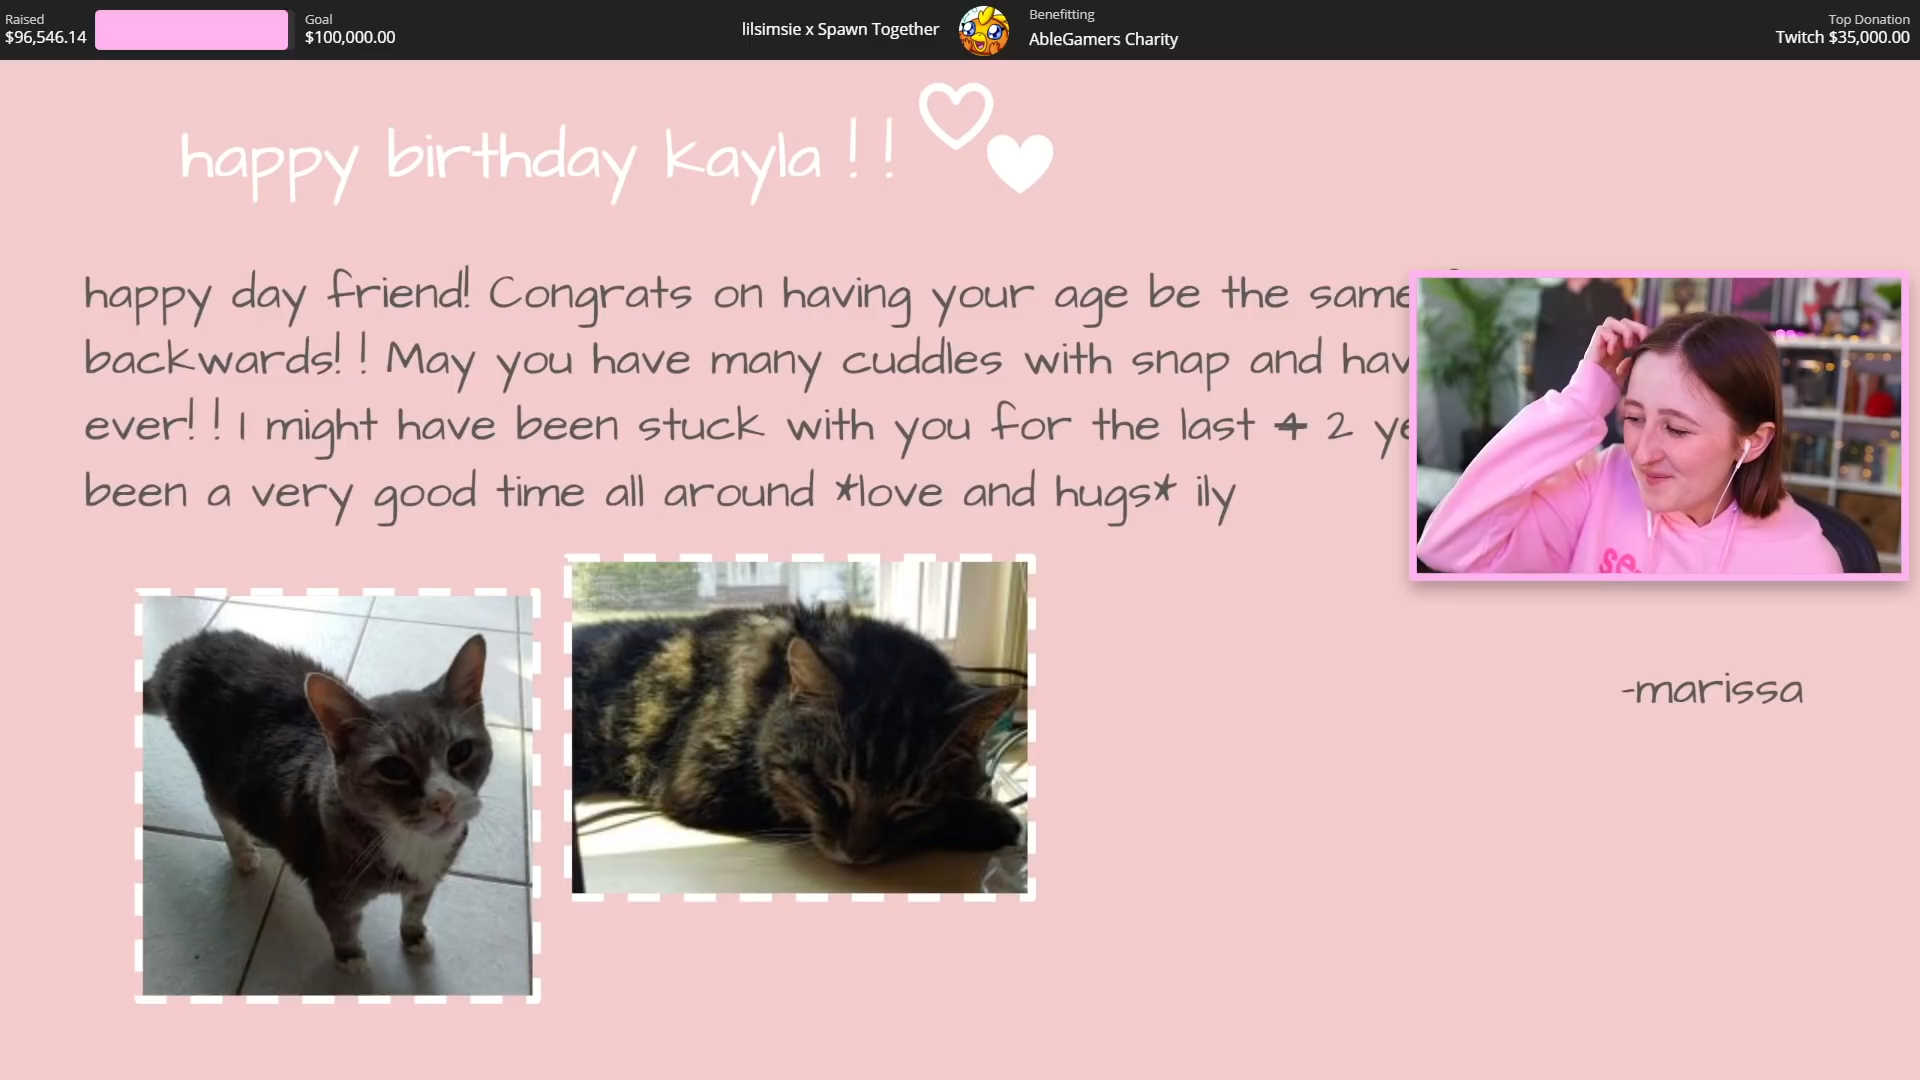 Raised
$96,546.14
Goal
$100,000.00
lilsimsie x Spawn Together
Benefitting
AbleGamers Charity
Top Donation
Twitch $35,000.00
happy birthday kayla !!
happy day friend! Congrats on having your age be the same
backwards!! May you have many cuddles with snap and
ever!! I might have been stuck with you for the last 4 2
been a very good time all around *love and hugs* ily
-marissa